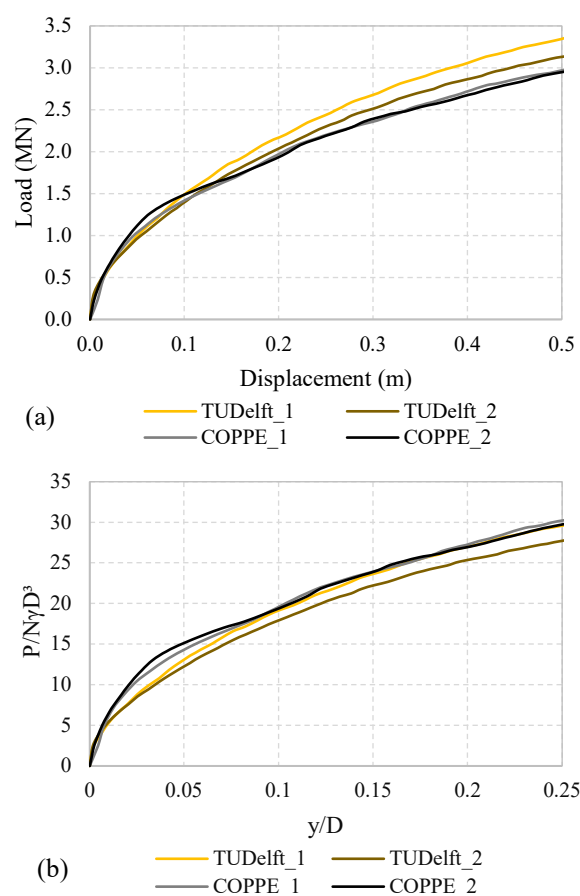 3.5
3.0
2.5
2.0
1.5
1.0
0.5
0.0
Load (MN)
0.0 0.1 0.2 0.3 0.4 0.5
Displacement (m)
(a)
TUDelft_1 TUDelft_2
COPPE_1 COPPE_2
35
30
25
20
15
10
5
0
P/NγD³
0 0.05 0.1 0.15 0.2 0.25
y/D
(b)
TUDelft_1 TUDelft_2
COPPE_1 COPPE_2